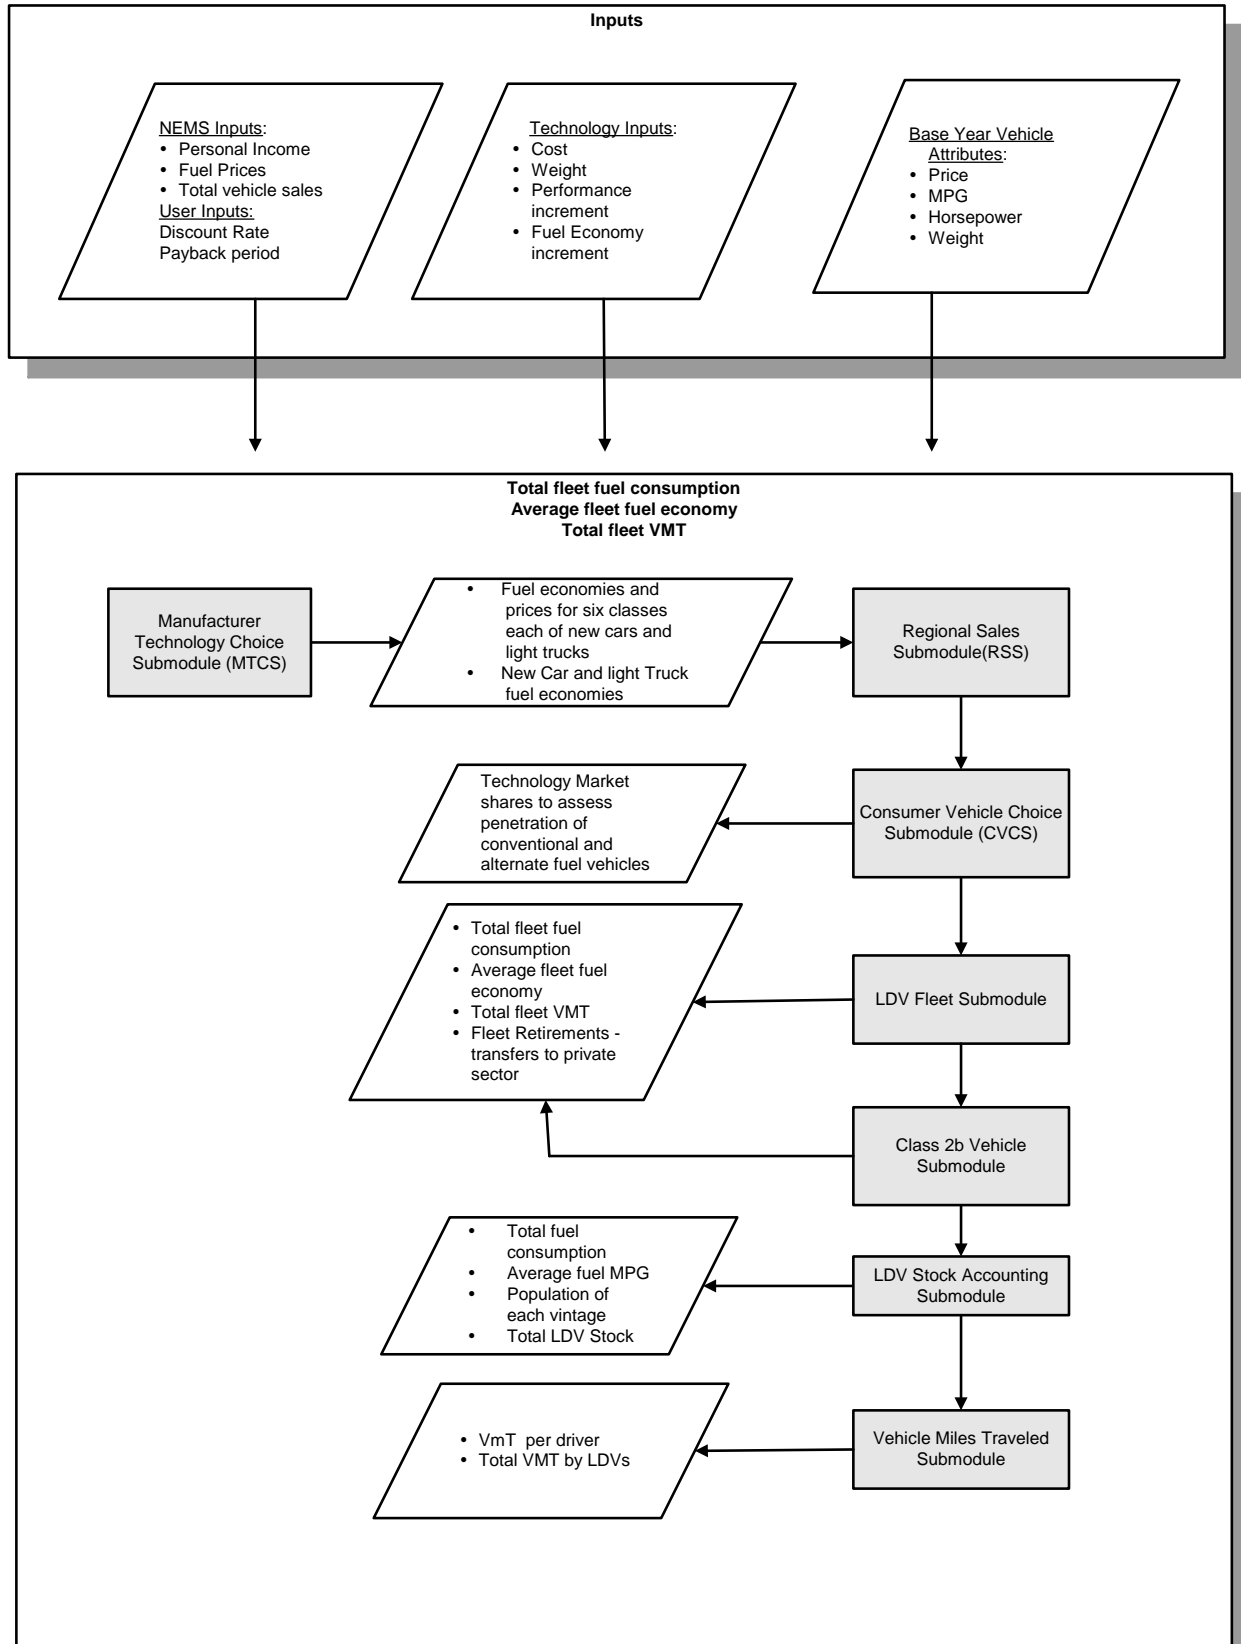 Inputs
NEMS Inputs:
• Personal Income
• Fuel Prices
• Total vehicle sales
User Inputs:
Discount Rate
Payback period
Technology Inputs:
• Cost
• Weight
• Performance
increment
• Fuel Economy
increment
Base Year Vehicle
Attributes:
• Price
• MPG
• Horsepower
• Weight
Total fleet fuel consumption
Average fleet fuel economy
Total fleet VMT
Manufacturer
Technology Choice
Submodule (MTCS)
• Fuel economies and
prices for six classes
each of new cars and
light trucks
• New Car and light Truck
fuel economies
Regional Sales
Submodule(RSS)
Technology Market
shares to assess
penetration of
conventional and
alternate fuel vehicles
Consumer Vehicle Choice
Submodule (CVCS)
• Total fleet fuel
consumption
• Average fleet fuel
economy
• Total fleet VMT
• Fleet Retirements -
transfers to private
sector
LDV Fleet Submodule
Class 2b Vehicle
Submodule
• Total fuel
consumption
• Average fuel MPG
• Population of
each vintage
• Total LDV Stock
LDV Stock Accounting
Submodule
• VmT per driver
• Total VMT by LDVs
Vehicle Miles Traveled
Submodule